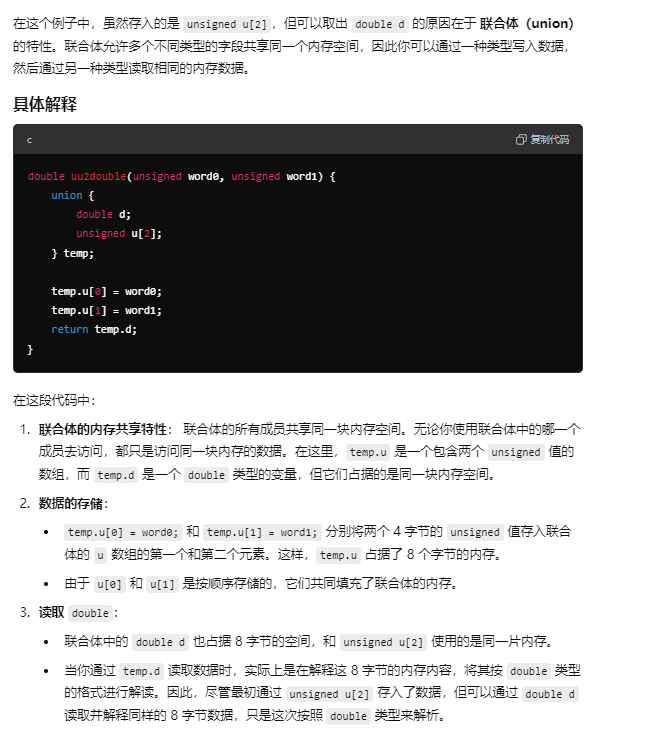 在这个例子中，虽然存入的是 unsigned u[2]，但可以取出 double d 的原因在于 联合体（union）
的特性。联合体允许多个不同类型的字段共享同一个内存空间，因此你可以通过一种类型写入数据，
然后通过另一种类型读取相同的内存数据。
具体解释
c 复制代码
double uu2double(unsigned word0, unsigned word1) {
    union {
        double d;
        unsigned u[2];
    } temp;

    temp.u[0] = word0;
    temp.u[1] = word1;
    return temp.d;
}
在这段代码中：
1. 联合体的内存共享特性： 联合体的所有成员共享同一块内存空间。无论你使用联合体中的哪一个
成员去访问，都只是访问同一块内存的数据。在这里，temp.u 是一个包含两个 unsigned 值的
数组，而 temp.d 是一个 double 类型的变量，但它们占据的是同一块内存空间。
2. 数据的存储：
• temp.u[0] = word0; 和 temp.u[1] = word1; 分别将两个 4 字节的 unsigned 值存入联合
体的 u 数组的第一个和第二个元素。这样，temp.u 占据了 8 个字节的内存。
• 由于 u[0] 和 u[1] 是按顺序存储的，它们共同填充了联合体的内存。
3. 读取 double：
• 联合体中的 double d 也占据 8 字节的空间，和 unsigned u[2] 使用的是同一片内存。
• 当你通过 temp.d 读取数据时，实际上是在解释这 8 字节的内存内容，将其按 double 类型
的格式进行解读。因此，尽管最初通过 unsigned u[2] 存入了数据，但可以通过 double d
读取并解释同样的 8 字节数据，只是这次按照 double 类型来解析。